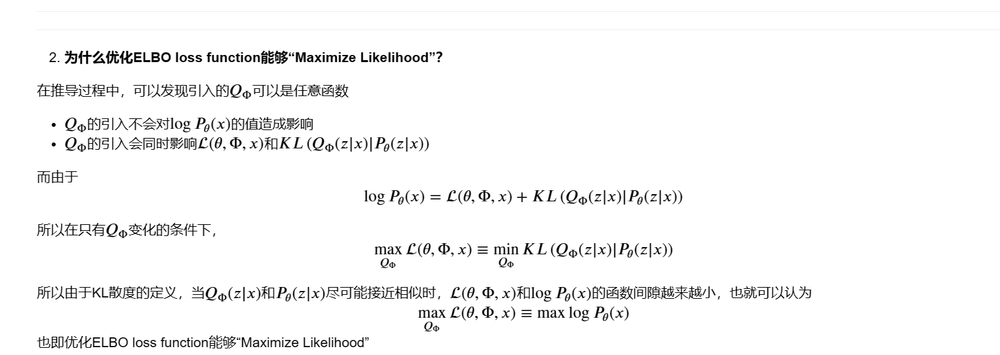 2. 为什么优化ELBO loss function能够“Maximize Likelihood”？
在推导过程中，可以发现引入的$Q_{\Phi}$可以是任意函数
• $Q_{\Phi}$的引入不会对$\log P_{\theta}(x)$的值造成影响
• $Q_{\Phi}$的引入会同时影响$\mathcal{L}(\theta, \Phi, x)$和$KL(Q_{\Phi}(z|x)|P_{\theta}(z|x))$
而由于
$\log P_{\theta}(x) = \mathcal{L}(\theta, \Phi, x) + KL(Q_{\Phi}(z|x)|P_{\theta}(z|x))$
所以在只有$Q_{\Phi}$变化的条件下，
$\max_{Q_{\Phi}} \mathcal{L}(\theta, \Phi, x) \equiv \min_{Q_{\Phi}} KL(Q_{\Phi}(z|x)|P_{\theta}(z|x))$
所以由于KL散度的定义，当$Q_{\Phi}(z|x)$和$P_{\theta}(z|x)$尽可能接近相似时，$\mathcal{L}(\theta, \Phi, x)$和$\log P_{\theta}(x)$的函数间隙越来越小，也就可以认为
$\max_{Q_{\Phi}} \mathcal{L}(\theta, \Phi, x) \equiv \max \log P_{\theta}(x)$
也即优化ELBO loss function能够“Maximize Likelihood”